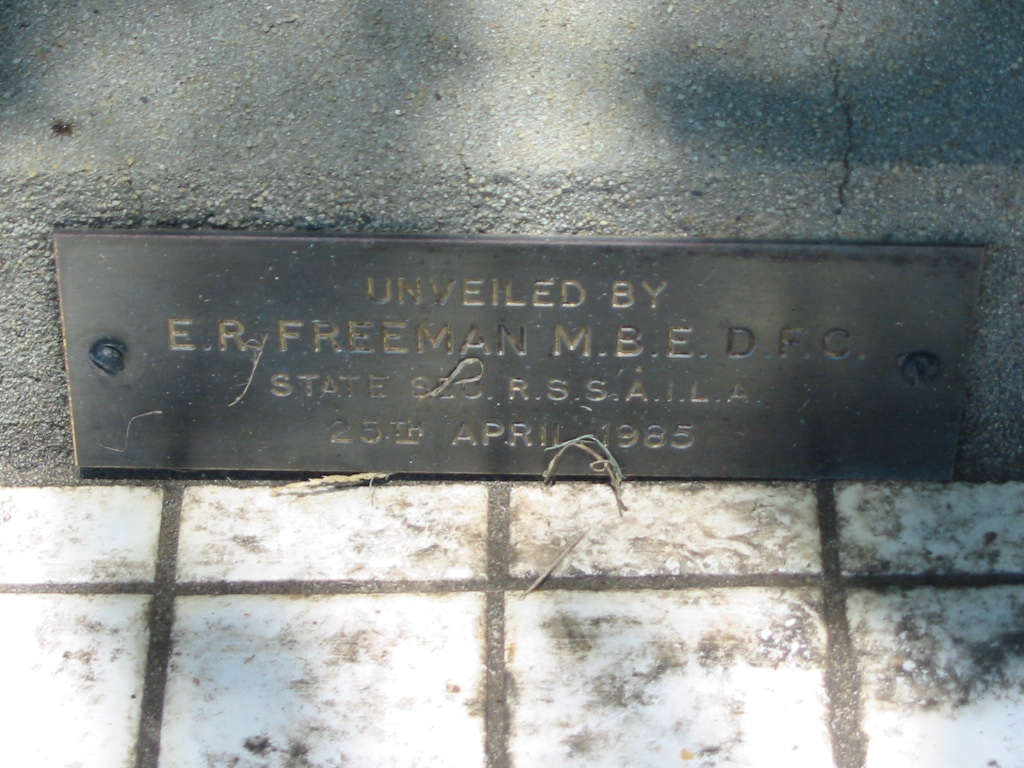 UNVEILED BY
E.R. FREEMAN M.B.E. D.F.C.
STATE SEC. R.S.S.A.I.L.A.
25TH APRIL 1985